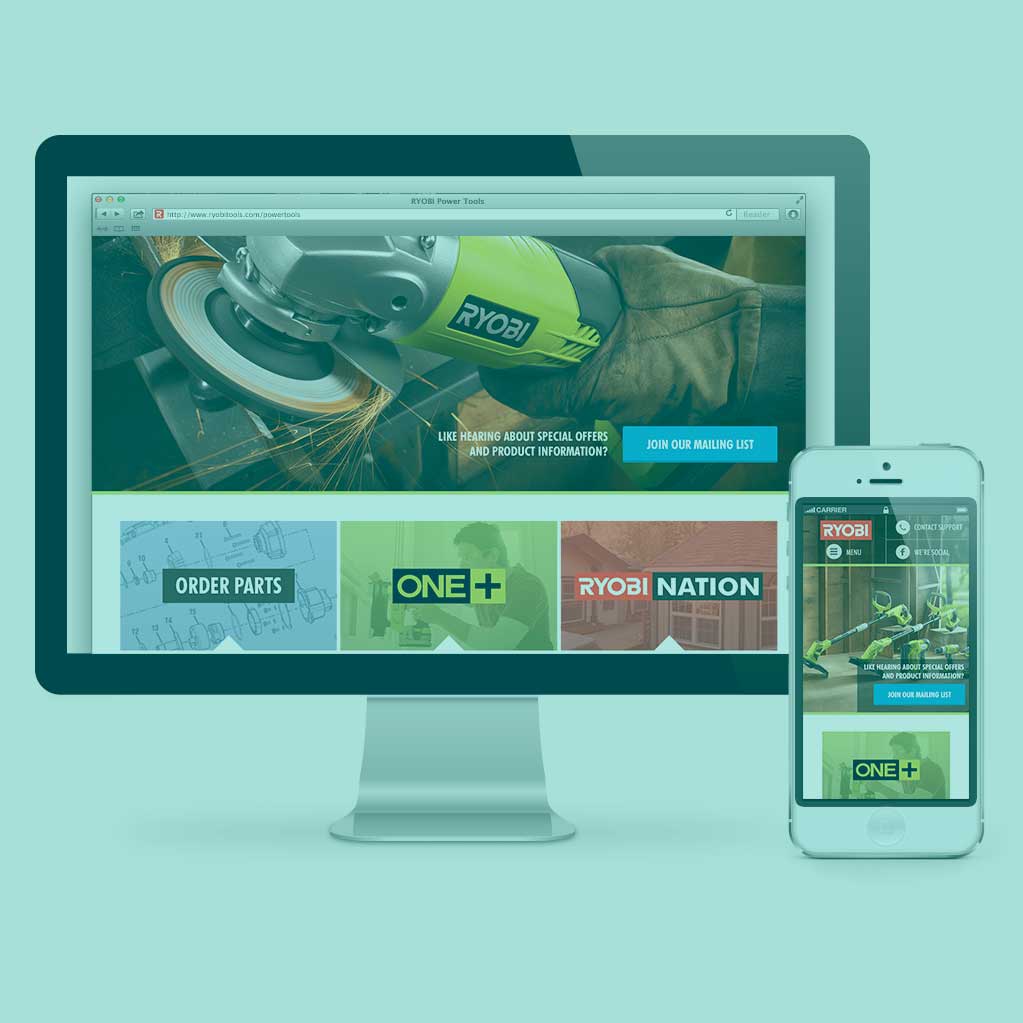 RYOBI Power Tools
http://www.ryobitools.com/powertools
Reader
RYOBI
LIKE HEARING ABOUT SPECIAL OFFERS
AND PRODUCT INFORMATION?
JOIN OUR MAILING LIST
ORDER PARTS
ONE+
RYOBI NATION
CARRIER
RYOBI
CONTACT SUPPORT
MENU
WE'RE SOCIAL
LIKE HEARING ABOUT SPECIAL OFFERS
AND PRODUCT INFORMATION?
JOIN OUR MAILING LIST
ONE+